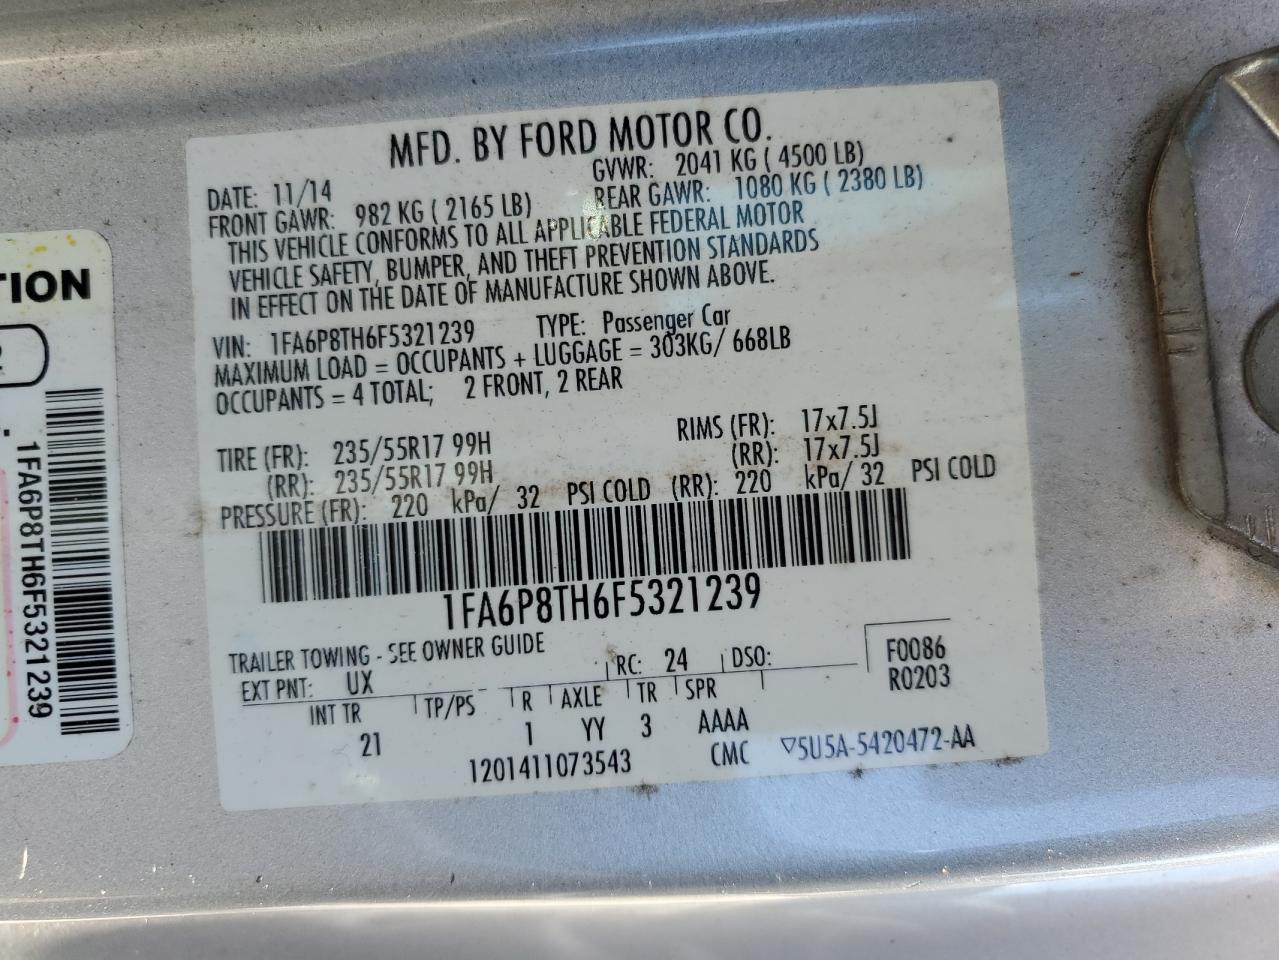 MFD. BY FORD MOTOR CO.
DATE: 11/14 GVWR: 2041 KG ( 4500 LB)
FRONT GAWR: 982 KG ( 2165 LB) REAR GAWR: 1080 KG ( 2380 LB)
THIS VEHICLE CONFORMS TO ALL APPLICABLE FEDERAL MOTOR
VEHICLE SAFETY, BUMPER, AND THEFT PREVENTION STANDARDS
IN EFFECT ON THE DATE OF MANUFACTURE SHOWN ABOVE.
VIN: 1FA6P8TH6F5321239 TYPE: Passenger Car
MAXIMUM LOAD = OCCUPANTS + LUGGAGE = 303KG/ 668LB
OCCUPANTS = 4 TOTAL; 2 FRONT, 2 REAR
TIRE (FR): 235/55R17 99H RIMS (FR): 17x7.5J
(RR): 235/55R17 99H (RR): 17x7.5J
PRESSURE (FR): 220 kPa/ 32 PSI COLD (RR): 220 kPa/ 32 PSI COLD
1FA6P8TH6F5321239
TRAILER TOWING - SEE OWNER GUIDE
EXT PNT: UX RC: 24 DSO: F0086
R0203
INT TR TP/PS R AXLE TR SPR
21 1 YY 3 AAAA
1201411073543 CMC ▽5U5A-5420472-AA
TION
2
1FA6P8TH6F5321239